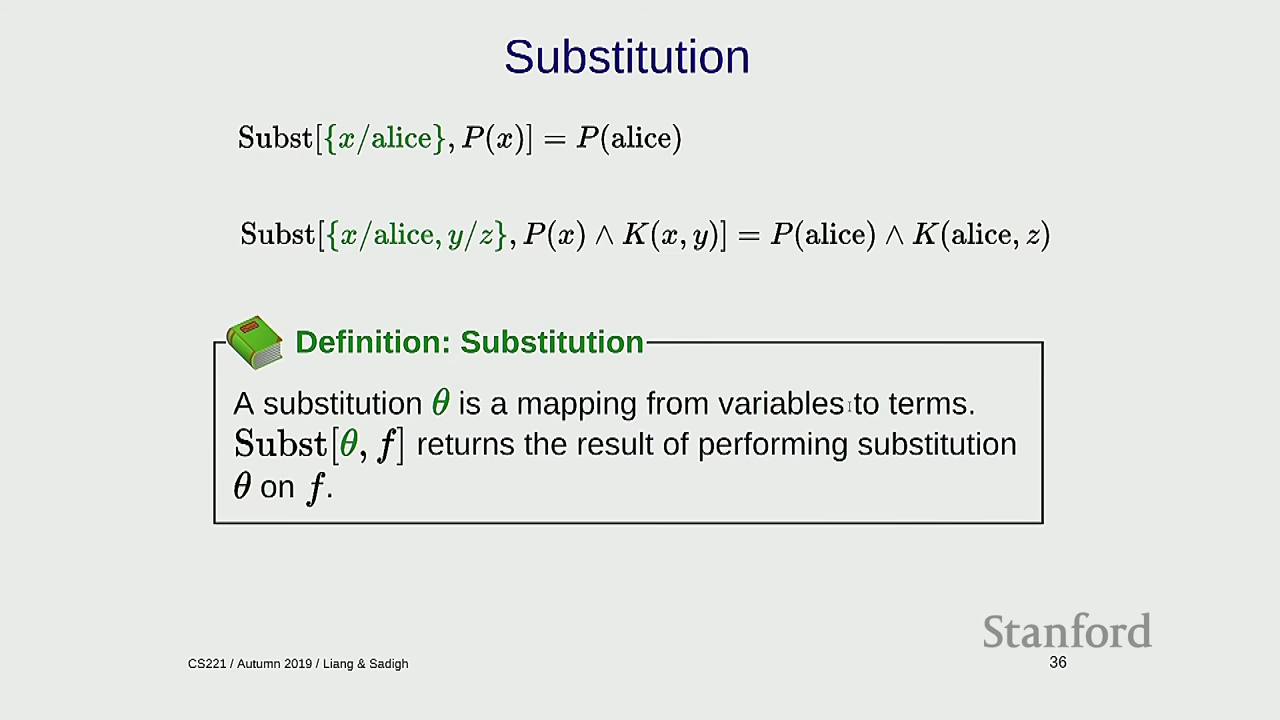 Substitution
Subst[{x/alice}, P(x)] = P(alice)
Subst[{x/alice, y/z}, P(x) ∧ K(x, y)] = P(alice) ∧ K(alice, z)
Definition: Substitution
A substitution θ is a mapping from variables to terms.
Subst[θ, f] returns the result of performing substitution
θ on f.
Stanford
CS221 / Autumn 2019 / Liang & Sadigh
36